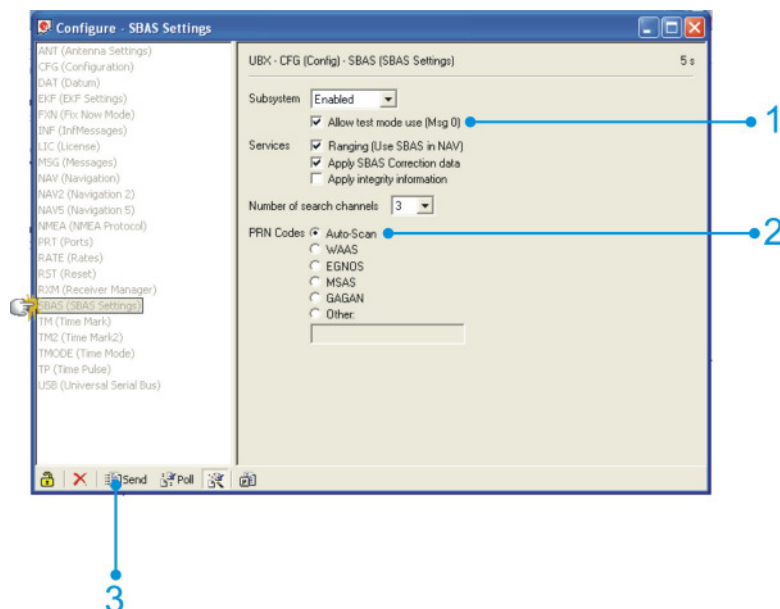 Configure - SBAS Settings
ANT (Antenna Settings)
CFG (Configuration)
DAT (Datum)
EKF (EKF Settings)
FXN (Fix Now Mode)
INF (InfMessages)
LIC (License)
MSG (Messages)
NAV (Navigation)
NAV2 (Navigation 2)
NAV5 (Navigation 5)
NMEA (NMEA Protocol)
PRT (Ports)
RATE (Rates)
RST (Reset)
RXM (Receiver Manager)
SBAS (SBAS Settings)
TM (Time Mark)
TM2 (Time Mark2)
TMODE (Time Mode)
TP (Time Pulse)
USB (Universal Serial Bus)
UBX - CFG (Config) - SBAS (SBAS Settings) 5 s
Subsystem Enabled
Allow test mode use (Msg 0) 1
Services Ranging (Use SBAS in NAV)
Apply SBAS Correction data
Apply integrity information
Number of search channels 3
PRN Codes Auto-Scan 2
WAAS
EGNOS
MSAS
GAGAN
Other:
Send Poll
3